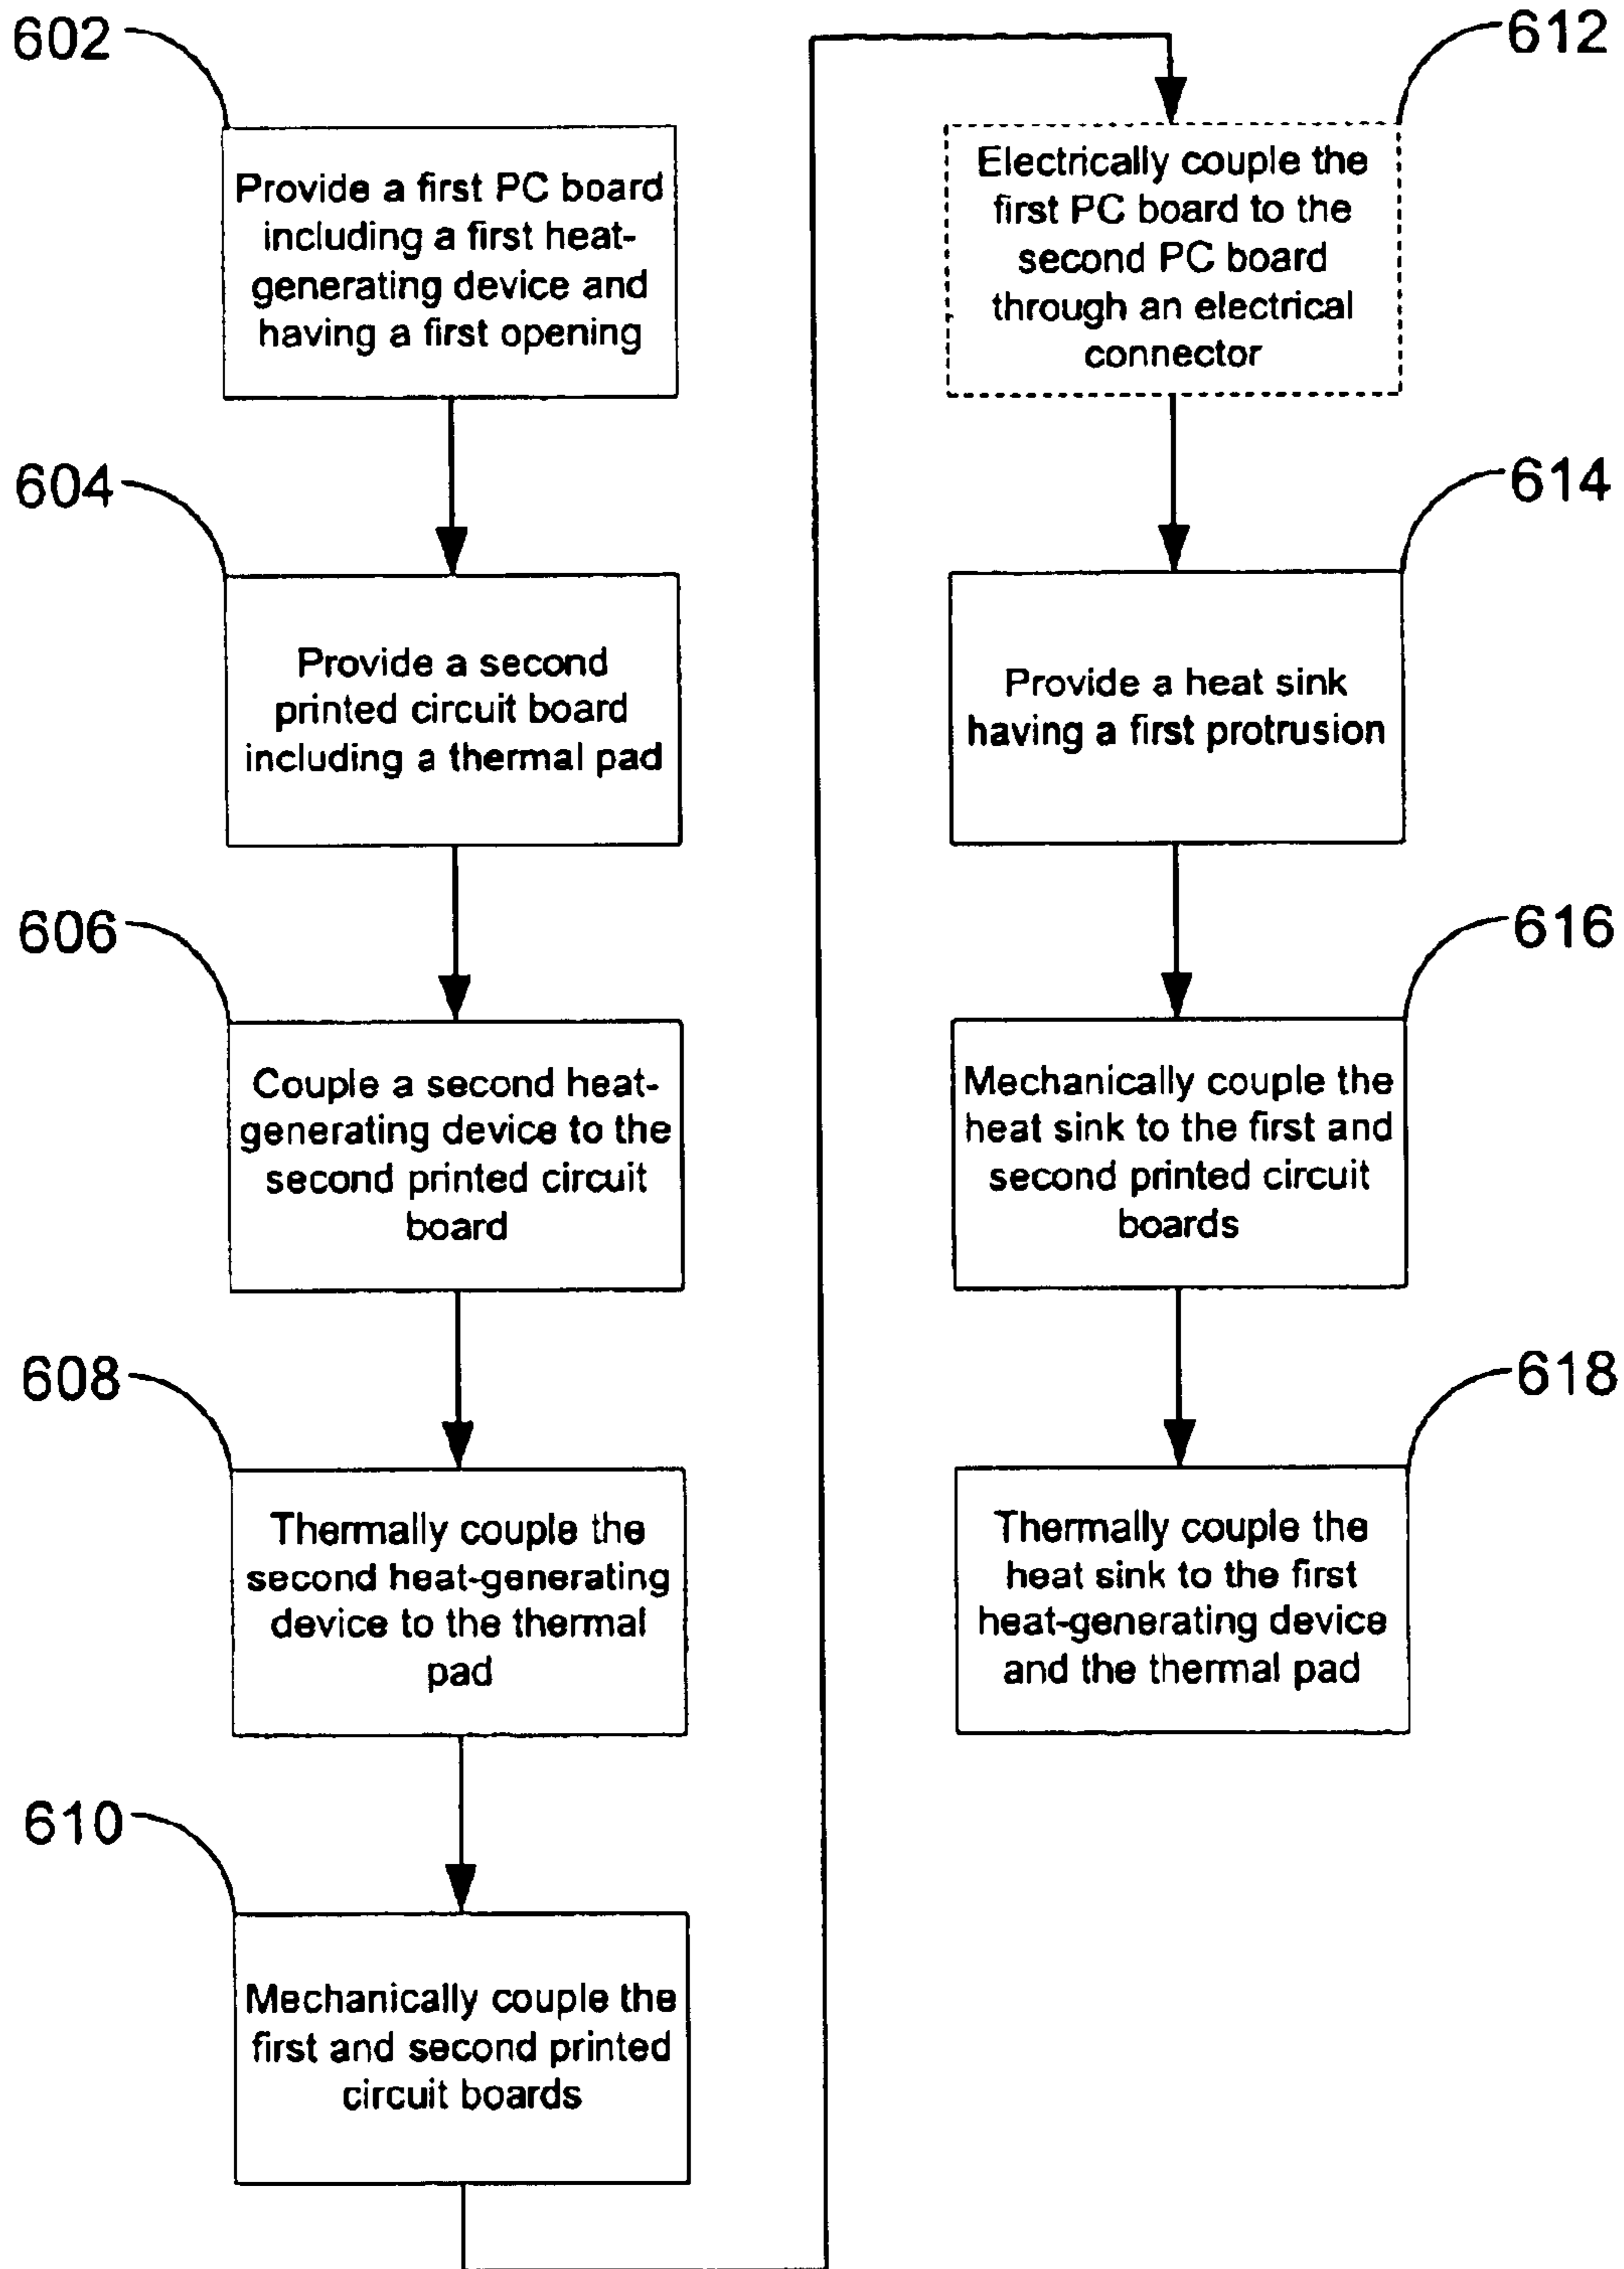 602
Provide a first PC board
including a first heat-
generating device and
having a first opening
604
Provide a second
printed circuit board
including a thermal pad
606
Couple a second heat-
generating device to the
second printed circuit
board
608
Thermally couple the
second heat-generating
device to the thermal
pad
610
Mechanically couple the
first and second printed
circuit boards
612
Electrically couple the
first PC board to the
second PC board
through an electrical
connector
614
Provide a heat sink
having a first protrusion
616
Mechanically couple the
heat sink to the first and
second printed circuit
boards
618
Thermally couple the
heat sink to the first
heat-generating device
and the thermal pad